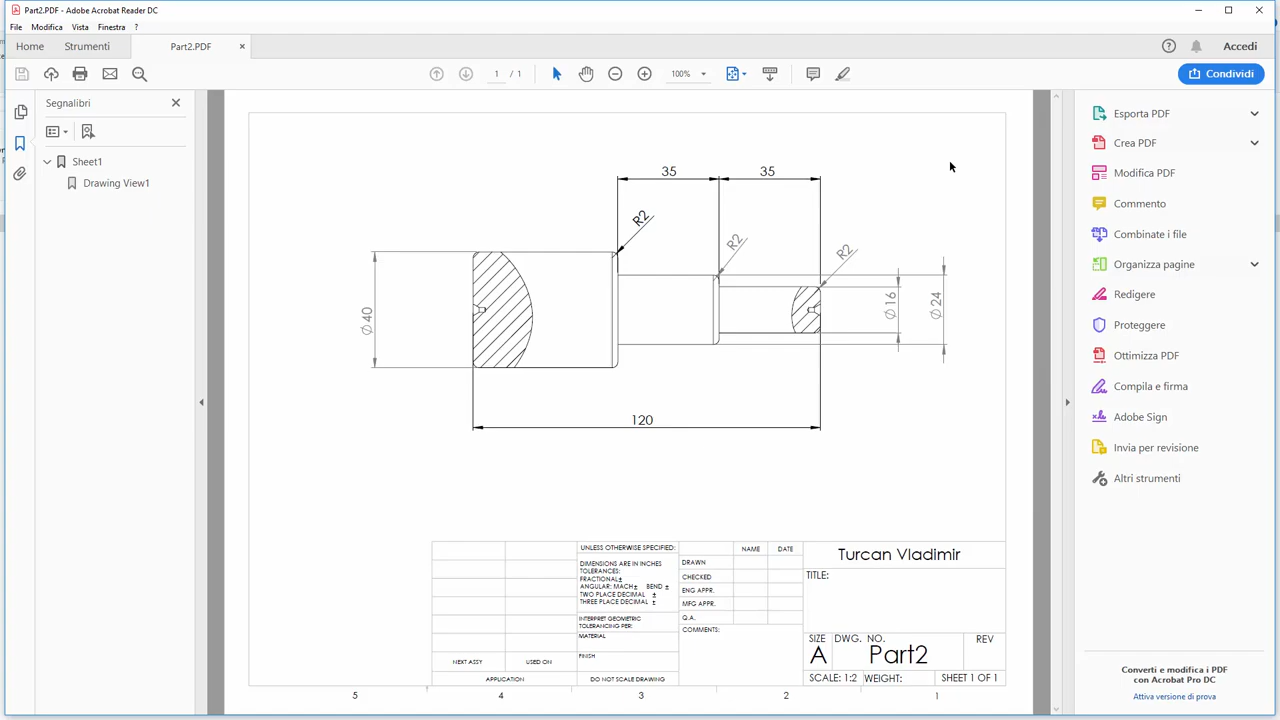 Part2.PDF - Adobe Acrobat Reader DC
File Modifica Vista Finestra ?
Home Strumenti Part2.PDF × ? Accedi
1 / 1 100% Condividi
Segnalibri
Sheet1
Drawing View1
35 35
R2
R2
R2
∅40
∅16
∅24
120
UNLESS OTHERWISE SPECIFIED:
DIMENSIONS ARE IN INCHES
TOLERANCES:
FRACTIONAL±
ANGULAR: MACH± BEND ±
TWO PLACE DECIMAL ±
THREE PLACE DECIMAL ±
INTERPRET GEOMETRIC
TOLERANCING PER:
MATERIAL
FINISH
NEXT ASSY USED ON
APPLICATION
DO NOT SCALE DRAWING
NAME DATE
DRAWN
CHECKED
ENG APPR.
MFG APPR.
Q.A.
COMMENTS:
Turcan Vladimir
TITLE:
SIZE DWG. NO. REV
A Part2
SCALE: 1:2 WEIGHT: SHEET 1 OF 1
5 4 3 2 1
Esporta PDF
Crea PDF
Modifica PDF
Commento
Combinate i file
Organizza pagine
Redigere
Proteggere
Ottimizza PDF
Compila e firma
Adobe Sign
Invia per revisione
Altri strumenti
Converti e modifica i PDF
con Acrobat Pro DC
Attiva versione di prova